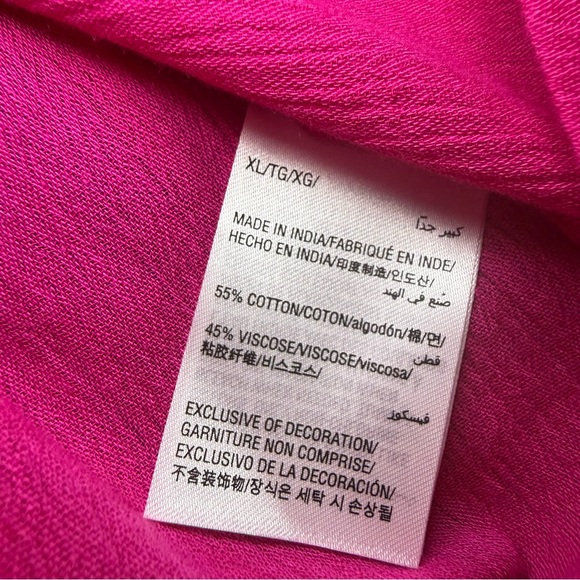 XL/TG/XG/
كبير جدًا
MADE IN INDIA/FABRIQUÉ EN INDE/
HECHO EN INDIA/印度制造/인도산/
صُنع في الهند
55% COTTON/COTON/algodón/棉/면/
قطن
45% VISCOSE/VISCOSE/viscosa/
粘胶纤维/비스코스/
فيسكوز
EXCLUSIVE OF DECORATION/
GARNITURE NON COMPRISE/
EXCLUSIVO DE LA DECORACIÓN/
不含装饰物/장식은 세탁 시 손상될